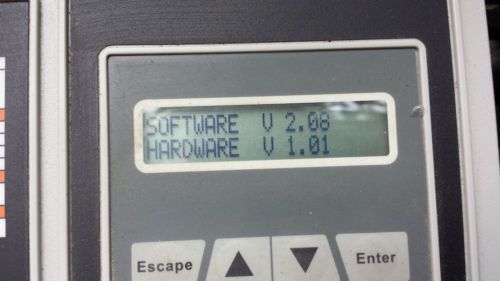 SOFTWARE V 2.08
HARDWARE V 1.01
Escape
Enter